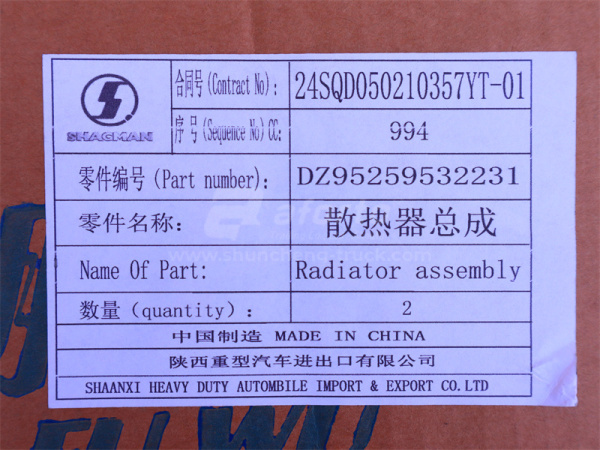 SHACMAN
合同号(Contract No): 24SQD050210357YT-01
序 号(Sequence No)CC: 994
零件编号(Part number): DZ95259532231
零件名称: 散热器总成
Name Of Part: Radiator assembly
数量(quantity): 2
中国制造 MADE IN CHINA
陕西重型汽车进出口有限公司
SHAANXI HEAVY DUTY AUTOMBILE IMPORT & EXPORT CO.LTD
www.shunchengtruck.com